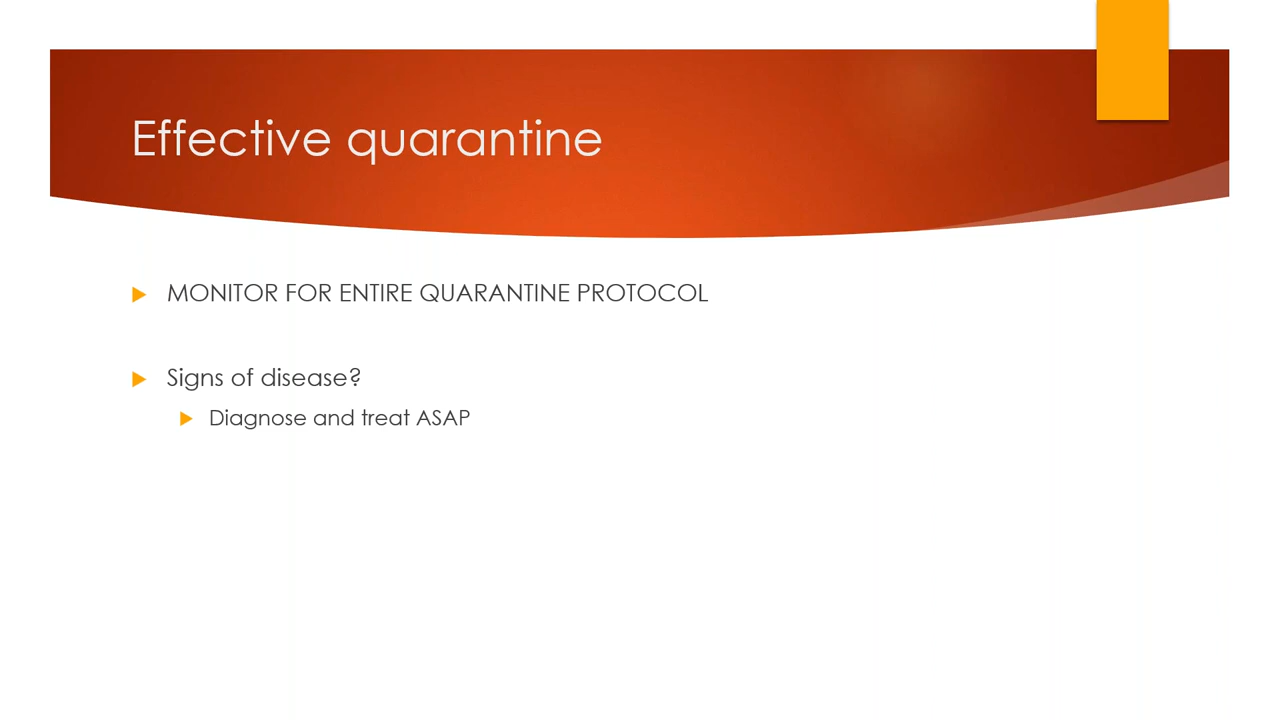 Effective quarantine
MONITOR FOR ENTIRE QUARANTINE PROTOCOL
Signs of disease?
Diagnose and treat ASAP